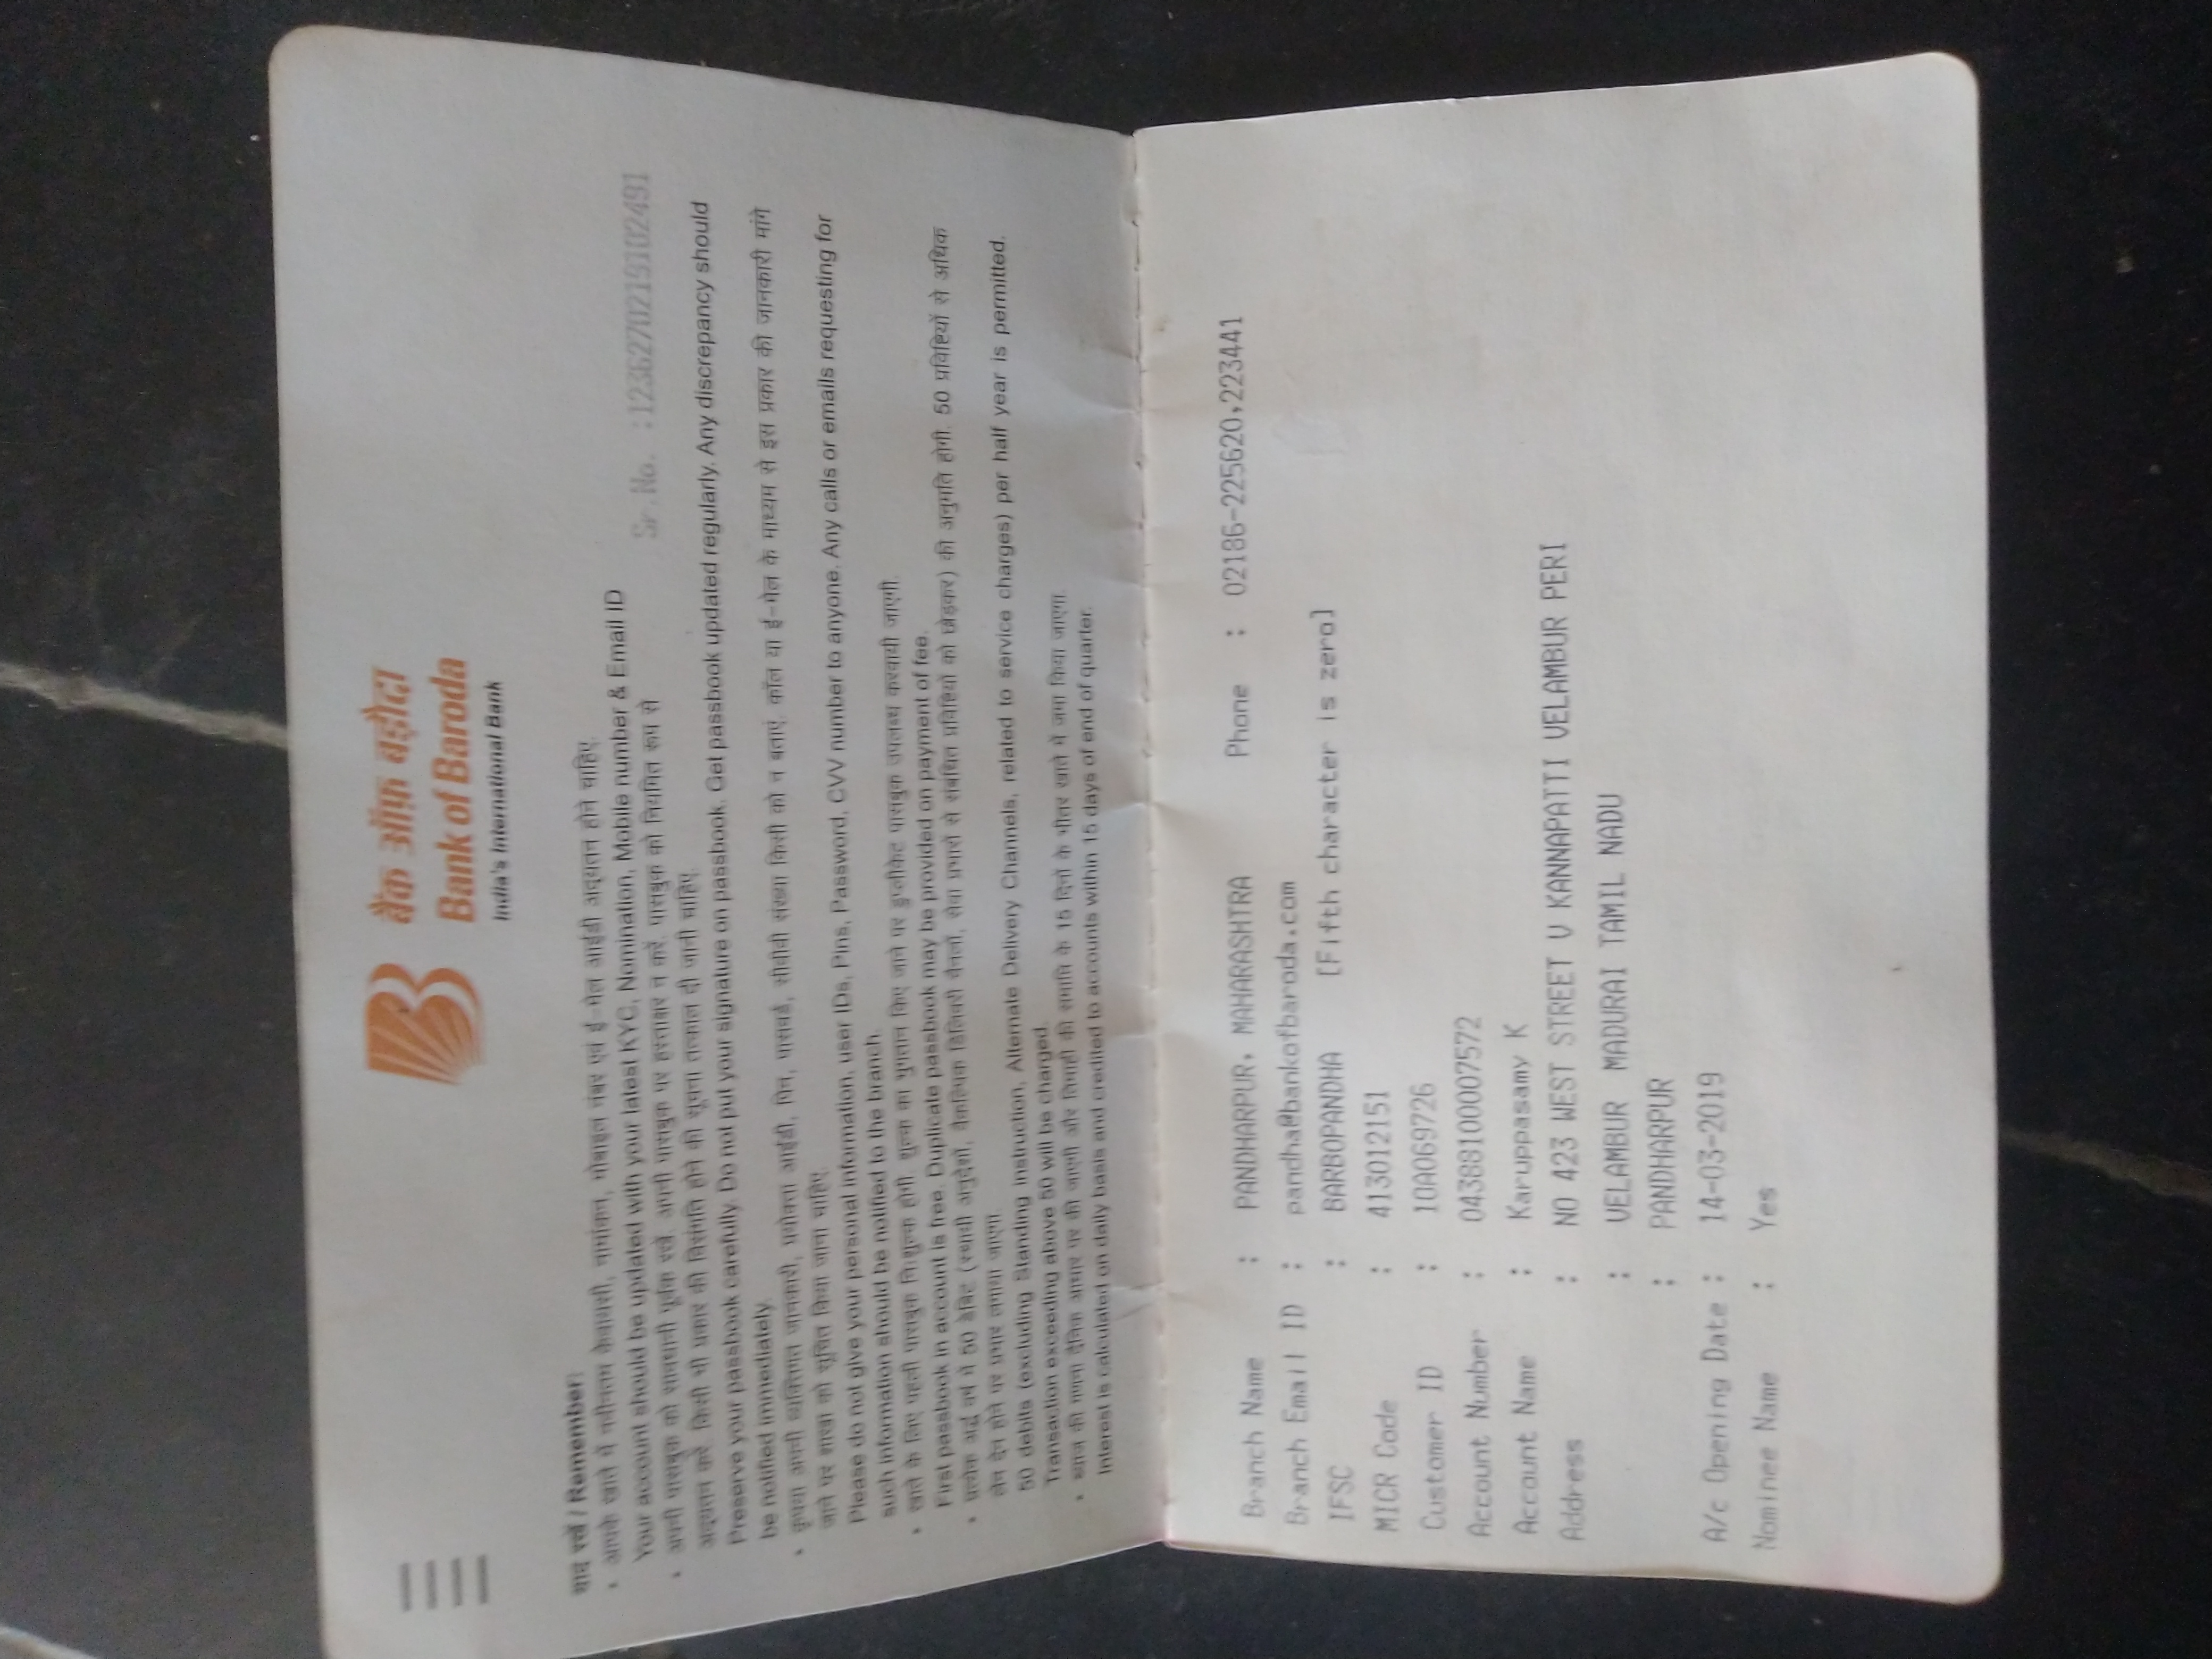 बैंक ऑफ़ बड़ौदा
Bank of Baroda
India's International Bank
याद रखें / Remember:
• आपके खाते में नवीनतम केवायसी, नामांकन, मोबाइल नंबर एवं ई-मेल आईडी अद्यतन होने चाहिए.
Your account should be updated with your latest KYC, Nomination, Mobile number & Email ID
Sr.No. :1236270219102491
• अपनी पासबुक को सावधानी पूर्वक रखें. अपनी पासबुक पर हस्ताक्षर न करें. पासबुक को नियमित रूप से
अद्यतन करें. किसी भी प्रकार की विसंगति होने की सूचना तत्काल दी जानी चाहिए.
Preserve your passbook carefully. Do not put your signature on passbook. Get passbook updated regularly. Any discrepancy should
be notified immediately.
• कृपया अपनी व्यक्तिगत जानकारी, प्रयोक्ता आईडी, पिन, पासवर्ड, सीवीवी संख्या किसी को न बताएं. कॉल या ई-मेल के माध्यम से इस प्रकार की जानकारी मांगे
जाने पर शाखा को सूचित किया जाना चाहिए.
Please do not give your personal information, user IDs, Pins, Password, CVV number to anyone. Any calls or emails requesting for
such information should be notified to the branch.
• खाते के लिए पहली पासबुक निःशुल्क होगी. शुल्क का भुगतान किए जाने पर डुप्लीकेट पासबुक उपलब्ध करवायी जाएगी.
First passbook in account is free. Duplicate passbook may be provided on payment of fee.
• प्रत्येक अर्द्ध वर्ष में 50 डेबिट (स्थायी अनुदेशों, वैकल्पिक डिलिवरी चैनलों, सेवा प्रभारों से संबंधित प्रविष्टियों को छोड़कर) की अनुमति होगी. 50 प्रविष्टियों से अधिक
लेन देन होने पर प्रभार लगाया जाएगा.
50 debits (excluding Standing instruction, Alternate Delivery Channels, related to service charges) per half year is permitted.
Transaction exceeding above 50 will be charged.
• ब्याज की गणना दैनिक आधार पर की जाएगी और तिमाही की समाप्ति के 15 दिनों के भीतर खाते में जमा किया जाएगा.
Interest is calculated on daily basis and credited to accounts within 15 days of end of quarter.
Branch Name : PANDHARPUR, MAHARASHTRA Phone : 02186-225620,223441
Branch Email ID : pandha@bankofbaroda.com
IFSC : BARBOPANDHA [Fifth character is zero]
MICR Code : 413012151
Customer ID : 10A069726
Account Number : 04388100007572
Account Name : Karuppasamy K
Address : NO 423 WEST STREET V KANNAPATTI VELAMBUR PERI
: VELAMBUR MADURAI TAMIL NADU
: PANDHARPUR
A/c Opening Date : 14-03-2019
Nominee Name : Yes